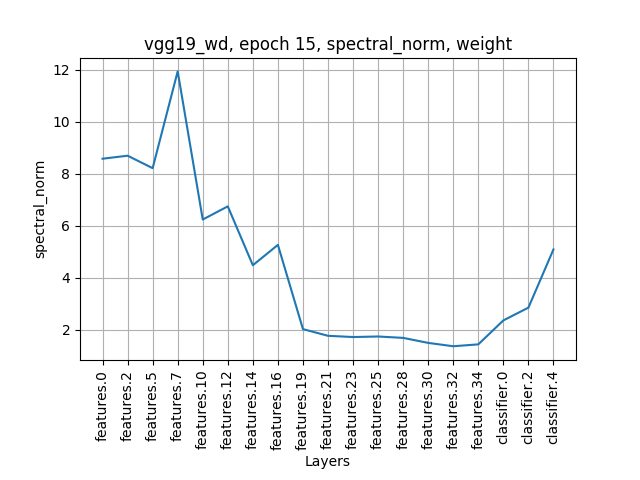 vgg19_wd, epoch 15, spectral_norm, weight
12
10
8
6
4
2
spectral_norm
features.0
features.2
features.5
features.7
features.10
features.12
features.14
features.16
features.19
features.21
features.23
features.25
features.28
features.30
features.32
features.34
classifier.0
classifier.2
classifier.4
Layers